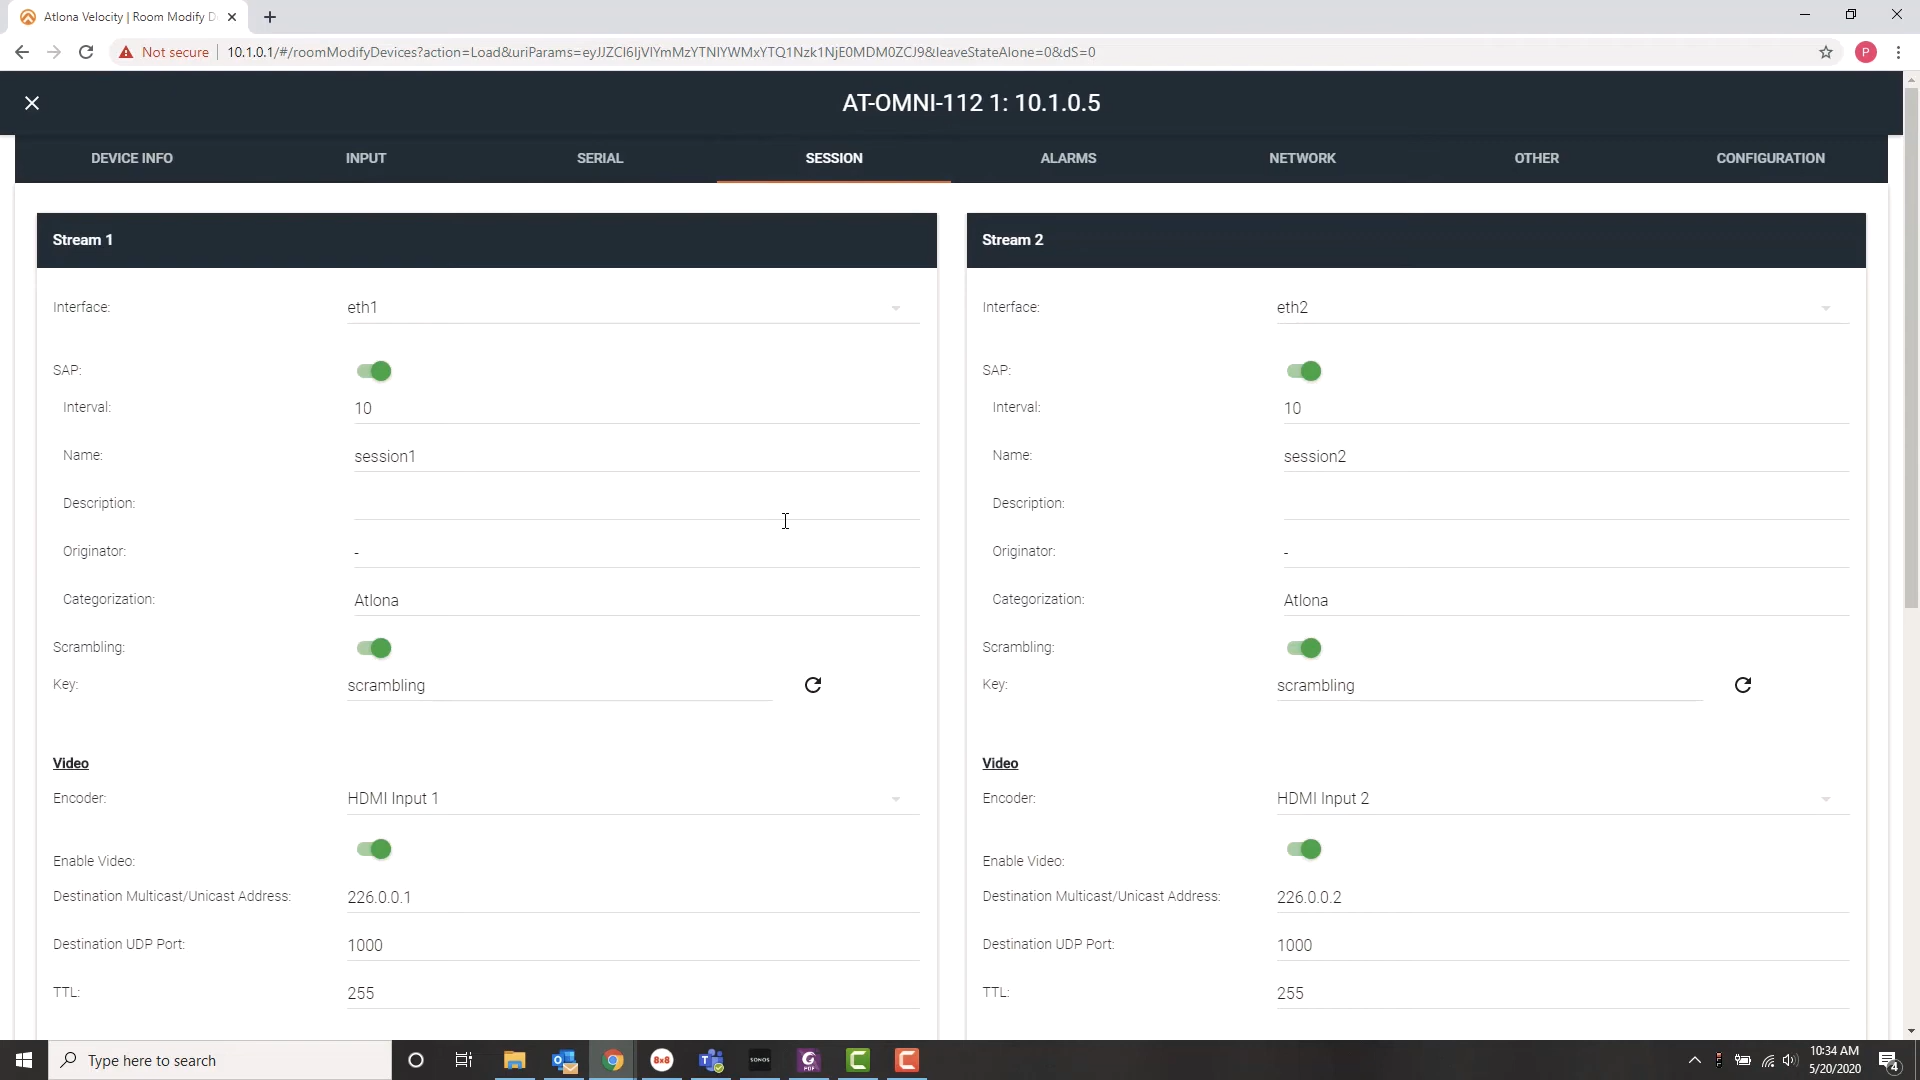 Atlona Velocity | Room Modify D
Not secure
10.1.0.1/#/roomModifyDevices?action=Load&uriParams=eyJJZCI6IjVlYmMzYTNlYWMxYTQ1Nzk1NjE0MDM0ZCJ9&leaveStateAlone=0&dS=0
P
AT-OMNI-112 1: 10.1.0.5
DEVICE INFO
INPUT
SERIAL
SESSION
ALARMS
NETWORK
OTHER
CONFIGURATION
Stream 1
Interface:
eth1
SAP:
Interval:
10
Name:
session1
Description:
Originator:
-
Categorization:
Atlona
Scrambling:
Key:
scrambling
Video
Encoder:
HDMI Input 1
Enable Video:
Destination Multicast/Unicast Address:
226.0.0.1
Destination UDP Port:
1000
TTL:
255
Stream 2
Interface:
eth2
SAP:
Interval:
10
Name:
session2
Description:
Originator:
-
Categorization:
Atlona
Scrambling:
Key:
scrambling
Video
Encoder:
HDMI Input 2
Enable Video:
Destination Multicast/Unicast Address:
226.0.0.2
Destination UDP Port:
1000
TTL:
255
Type here to search
8x8
SONOS
PDF
10:34 AM
5/20/2020
4